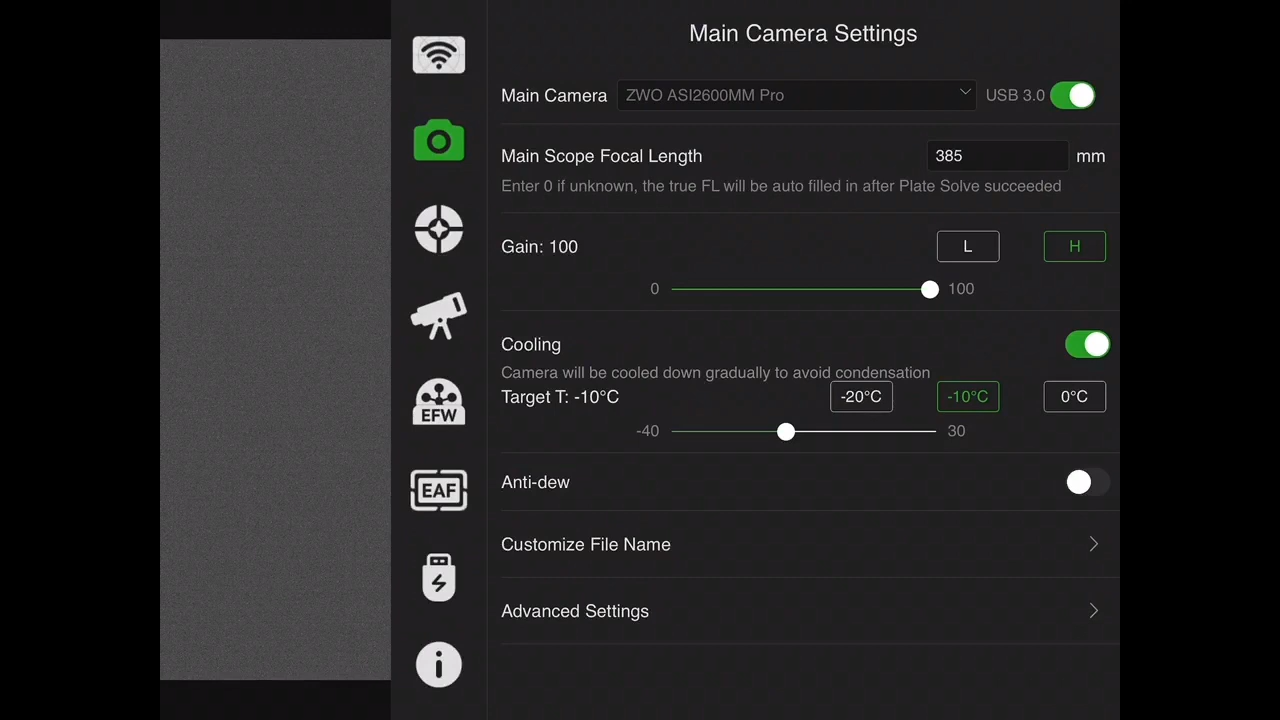 Main Camera Settings
Main Camera ZWO ASI2600MM Pro USB 3.0
Main Scope Focal Length 385 mm
Enter 0 if unknown, the true FL will be auto filled in after Plate Solve succeeded
Gain: 100 L H
0 100
Cooling
Camera will be cooled down gradually to avoid condensation
Target T: -10°C -20°C -10°C 0°C
EFW
-40 30
Anti-dew
EAF
Customize File Name
Advanced Settings